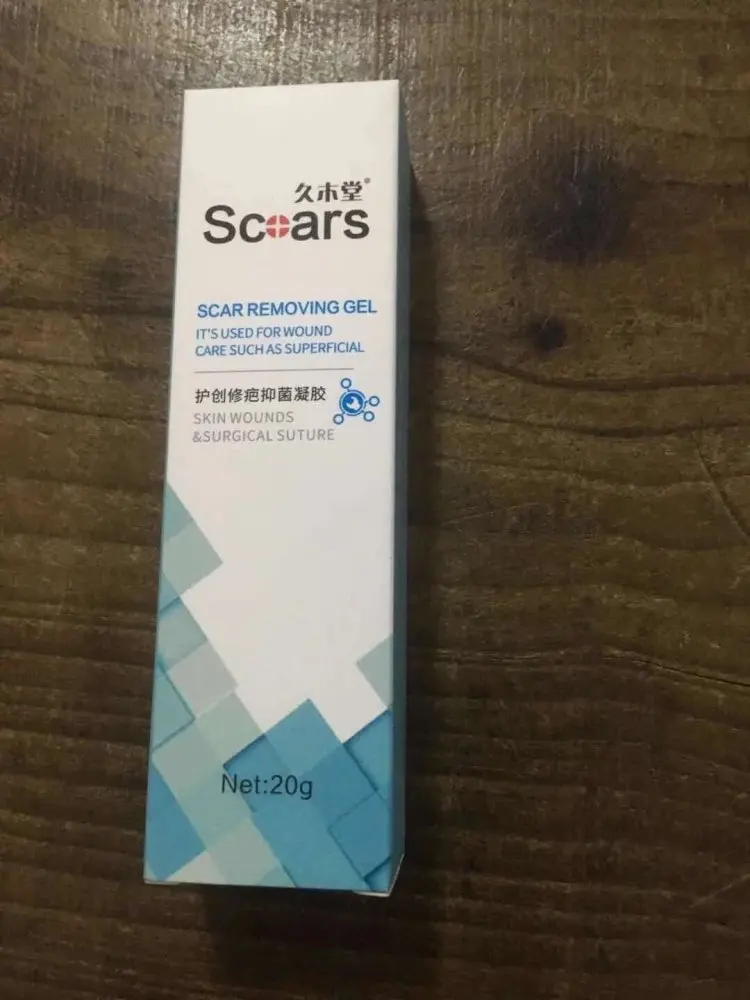 久木堂®
Scars
SCAR REMOVING GEL
IT'S USED FOR WOUND
CARE SUCH AS SUPERFICIAL
护创修疤抑菌凝胶
SKIN WOUNDS
&SURGICAL SUTURE
Net:20g